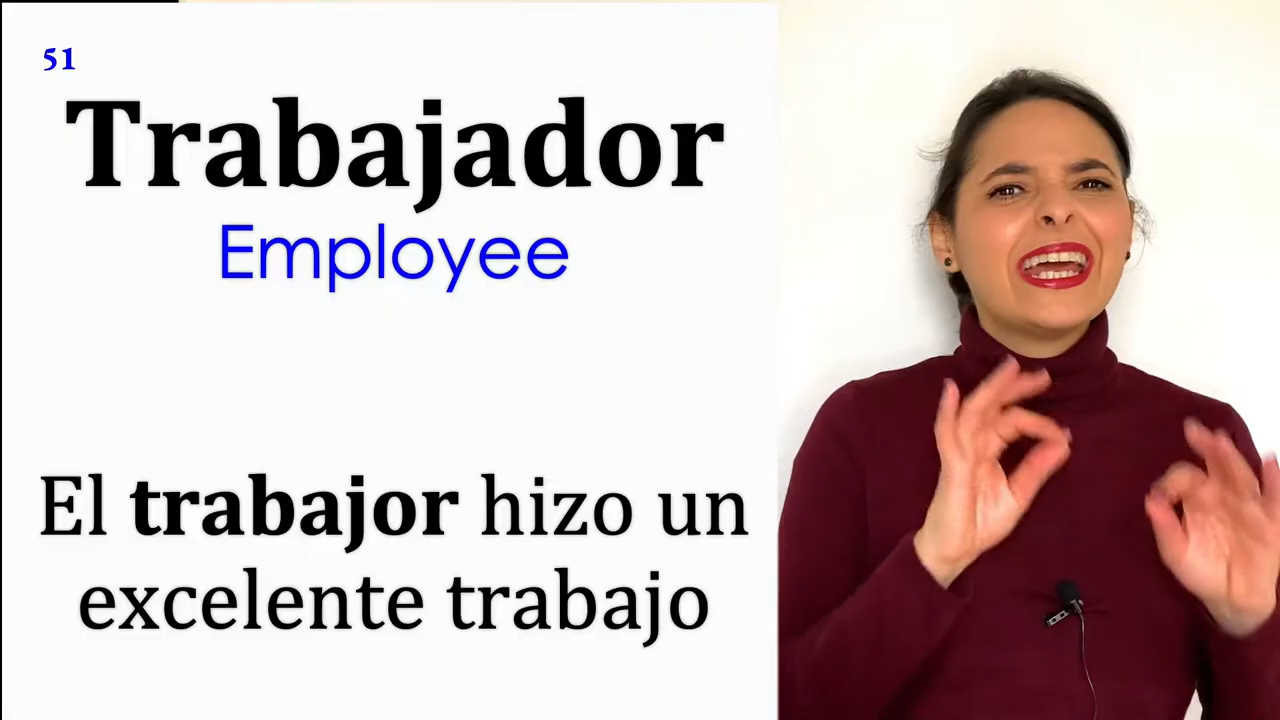 51
Trabajador
Employee
El trabajor hizo un
excelente trabajo